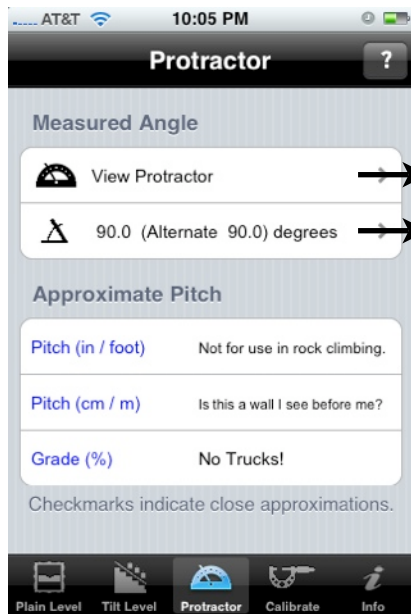 AT&T 10:05 PM
Protractor ?
Measured Angle
View Protractor
90.0 (Alternate 90.0) degrees
Approximate Pitch
Pitch (in / foot) Not for use in rock climbing.
Pitch (cm / m) Is this a wall I see before me?
Grade (%) No Trucks!
Checkmarks indicate close approximations.
Plain Level Tilt Level Protractor Calibrate Info